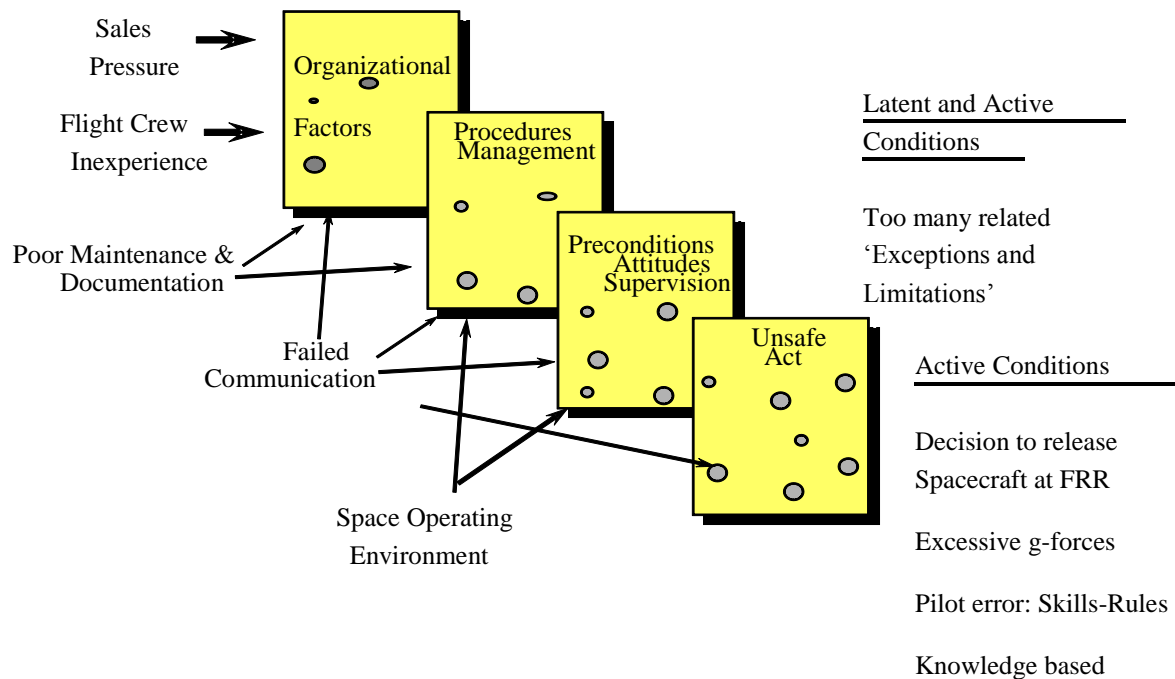 Sales
Pressure
Flight Crew
Inexperience
Organizational
Factors
Procedures
Management
Poor Maintenance &
Documentation
Preconditions
Attitudes
Supervision
Failed
Communication
Unsafe
Act
Space Operating
Environment
Latent and Active
Conditions
Too many related
‘Exceptions and
Limitations’
Active Conditions
Decision to release
Spacecraft at FRR
Excessive g-forces
Pilot error: Skills-Rules
Knowledge based